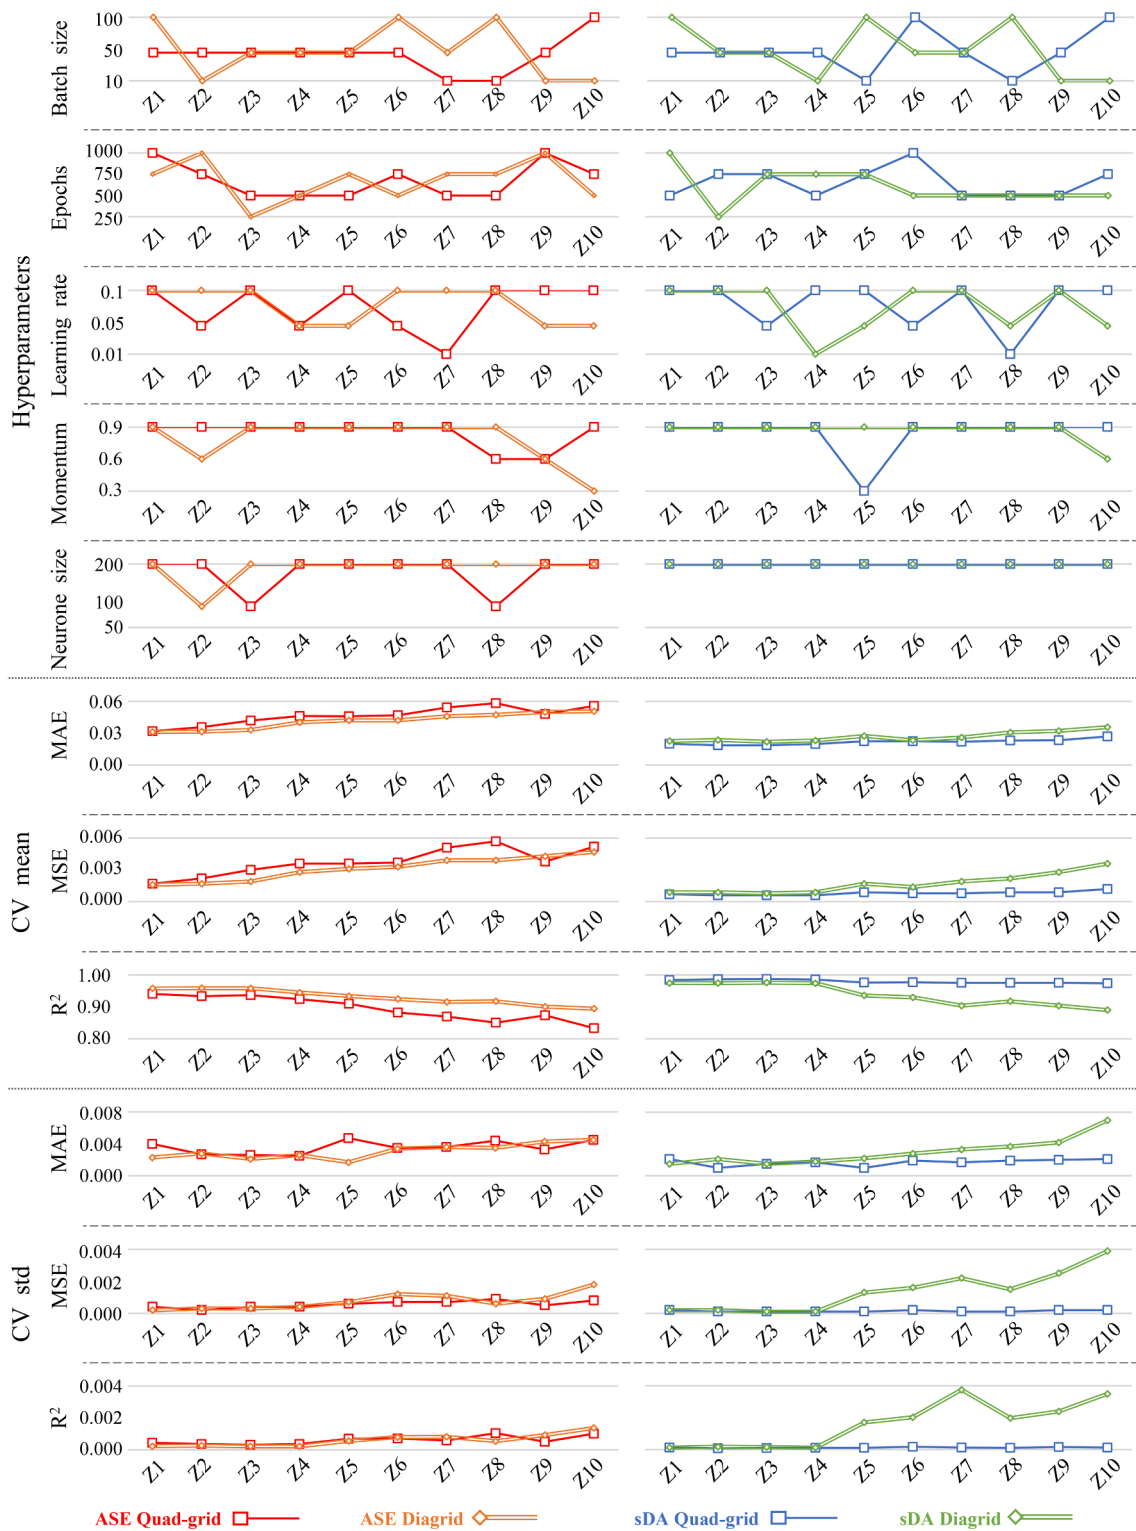 Hyperparameters
Batch size
100
50
10
Z1 Z2 Z3 Z4 Z5 Z6 Z7 Z8 Z9 Z10
Z1 Z2 Z3 Z4 Z5 Z6 Z7 Z8 Z9 Z10
Epochs
1000
750
500
250
Z1 Z2 Z3 Z4 Z5 Z6 Z7 Z8 Z9 Z10
Z1 Z2 Z3 Z4 Z5 Z6 Z7 Z8 Z9 Z10
Learning rate
0.1
0.05
0.01
Z1 Z2 Z3 Z4 Z5 Z6 Z7 Z8 Z9 Z10
Z1 Z2 Z3 Z4 Z5 Z6 Z7 Z8 Z9 Z10
Momentum
0.9
0.6
0.3
Z1 Z2 Z3 Z4 Z5 Z6 Z7 Z8 Z9 Z10
Z1 Z2 Z3 Z4 Z5 Z6 Z7 Z8 Z9 Z10
Neurone size
200
100
50
Z1 Z2 Z3 Z4 Z5 Z6 Z7 Z8 Z9 Z10
Z1 Z2 Z3 Z4 Z5 Z6 Z7 Z8 Z9 Z10
CV mean
MAE
0.06
0.03
0.00
Z1 Z2 Z3 Z4 Z5 Z6 Z7 Z8 Z9 Z10
Z1 Z2 Z3 Z4 Z5 Z6 Z7 Z8 Z9 Z10
MSE
0.006
0.003
0.000
Z1 Z2 Z3 Z4 Z5 Z6 Z7 Z8 Z9 Z10
Z1 Z2 Z3 Z4 Z5 Z6 Z7 Z8 Z9 Z10
R²
1.00
0.90
0.80
Z1 Z2 Z3 Z4 Z5 Z6 Z7 Z8 Z9 Z10
Z1 Z2 Z3 Z4 Z5 Z6 Z7 Z8 Z9 Z10
CV std
MAE
0.008
0.004
0.000
Z1 Z2 Z3 Z4 Z5 Z6 Z7 Z8 Z9 Z10
Z1 Z2 Z3 Z4 Z5 Z6 Z7 Z8 Z9 Z10
MSE
0.004
0.002
0.000
Z1 Z2 Z3 Z4 Z5 Z6 Z7 Z8 Z9 Z10
Z1 Z2 Z3 Z4 Z5 Z6 Z7 Z8 Z9 Z10
R²
0.004
0.002
0.000
Z1 Z2 Z3 Z4 Z5 Z6 Z7 Z8 Z9 Z10
Z1 Z2 Z3 Z4 Z5 Z6 Z7 Z8 Z9 Z10
ASE Quad-grid ASE Diagrid sDA Quad-grid sDA Diagrid